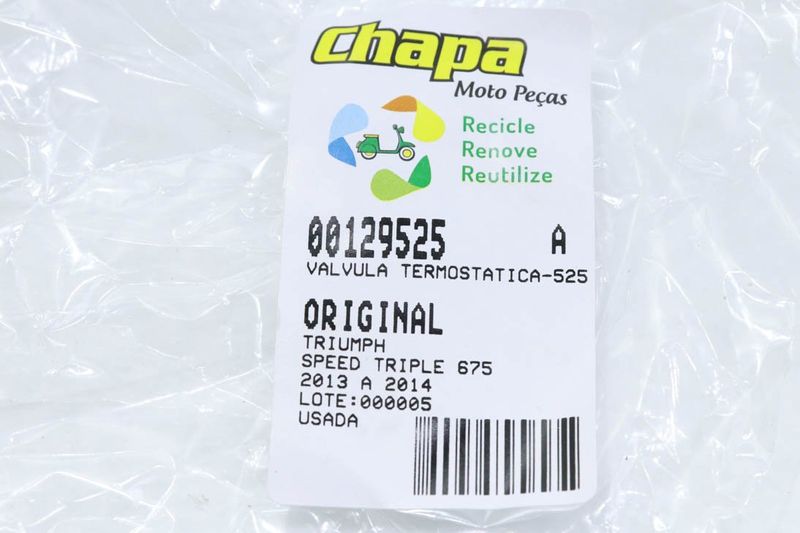 chapa
Moto Peças
Recicle
Renove
Reutilize
00129525 A
VALVULA TERMOSTATICA-525
ORIGINAL
TRIUMPH
SPEED TRIPLE 675
2013 A 2014
LOTE:000005
USADA